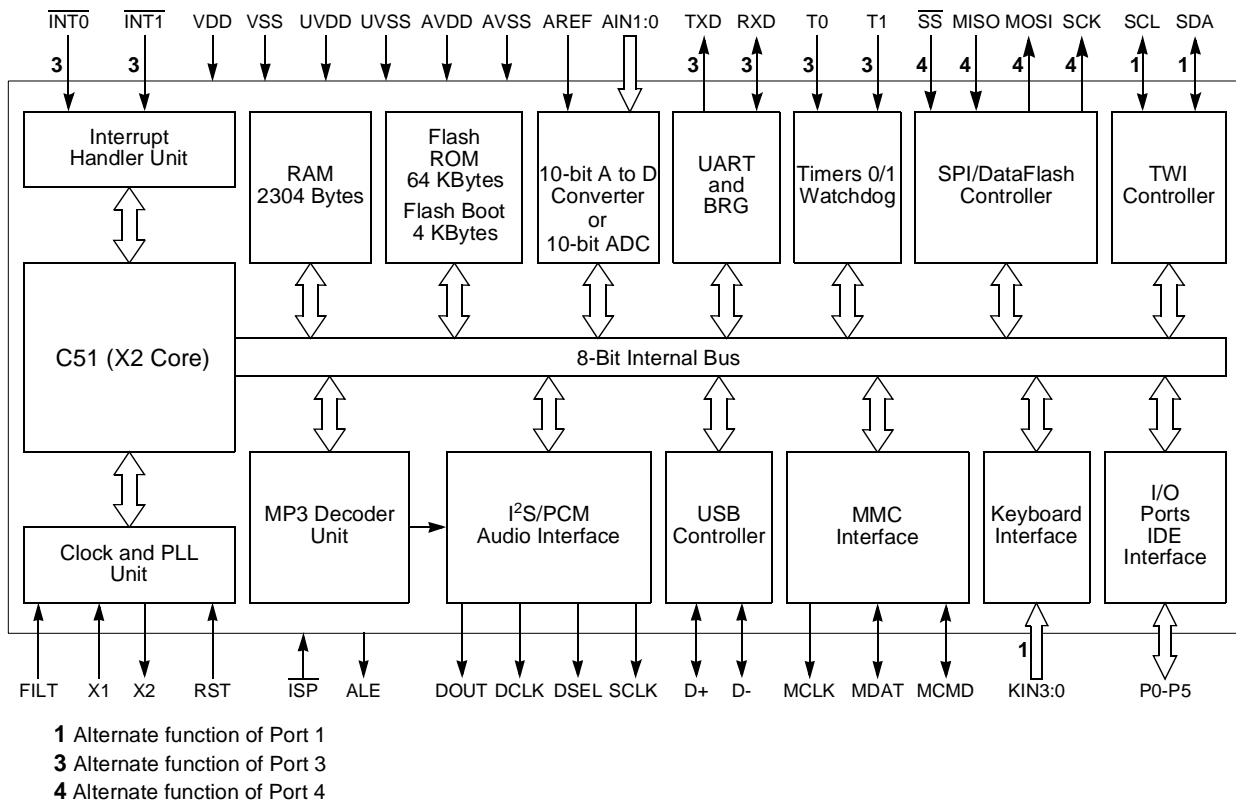 INT0 INT1 VDD VSS UVDD UVSS AVDD AVSS AREF AIN1:0 TXD RXD T0 T1 SS MISO MOSI SCK SCL SDA
3 3 3 3 3 3 4 4 4 4 1 1
Interrupt
Handler Unit
RAM
2304 Bytes
Flash
ROM
64 KBytes
Flash Boot
4 KBytes
10-bit A to D
Converter
or
10-bit ADC
UART
and
BRG
Timers 0/1
Watchdog
SPI/DataFlash
Controller
TWI
Controller
C51 (X2 Core)
8-Bit Internal Bus
Clock and PLL
Unit
MP3 Decoder
Unit
I²S/PCM
Audio Interface
USB
Controller
MMC
Interface
Keyboard
Interface
I/O
Ports
IDE
Interface
1
FILT X1 X2 RST ISP ALE DOUT DCLK DSEL SCLK D+ D- MCLK MDAT MCMD KIN3:0 P0-P5
1 Alternate function of Port 1
3 Alternate function of Port 3
4 Alternate function of Port 4